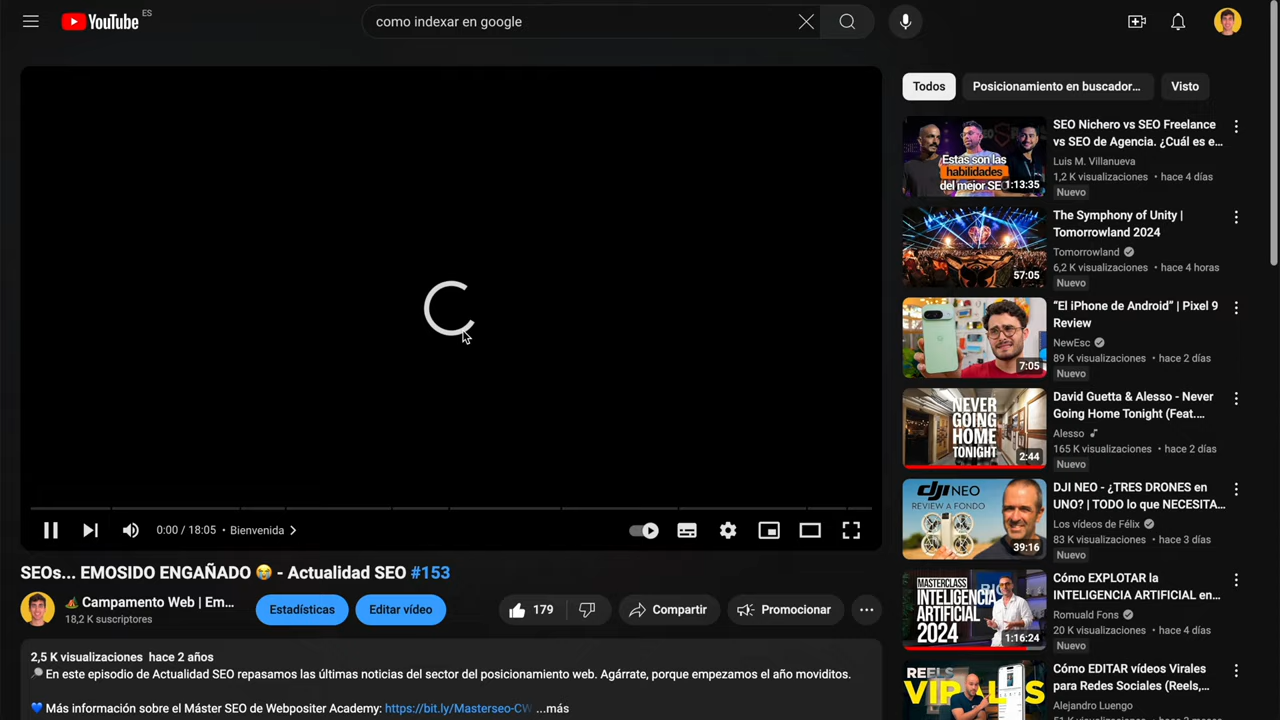 YouTube ES
como indexar en google
0:00 / 18:05 • Bienvenida
SEOs... EMOSIDO ENGAÑADO 😭 - Actualidad SEO #153
🏕️ Campamento Web | Em...
18,2 K suscriptores
Estadísticas
Editar vídeo
179
Compartir
Promocionar
2,5 K visualizaciones hace 2 años
🔎 En este episodio de Actualidad SEO repasamos las últimas noticias del sector del posicionamiento web. Agárrate, porque empezamos el año moviditos.
💙 Más información sobre el Máster SEO de Webpositer Academy: https://bit.ly/Masterseo-CW ...más
Todos
Posicionamiento en buscador...
Visto
Estas son las
habilidades
del mejor SE
1:13:35
SEO Nichero vs SEO Freelance
vs SEO de Agencia. ¿Cuál es e...
Luis M. Villanueva
1,2 K visualizaciones • hace 4 días
Nuevo
57:05
The Symphony of Unity |
Tomorrowland 2024
Tomorrowland
6,2 K visualizaciones • hace 4 horas
Nuevo
7:05
“El iPhone de Android” | Pixel 9
Review
NewEsc
89 K visualizaciones • hace 2 días
Nuevo
NEVER
GOING
HOME
TONIGHT
2:44
David Guetta & Alesso - Never
Going Home Tonight (Feat....
Alesso
165 K visualizaciones • hace 2 días
Nuevo
dji NEO
REVIEW A FONDO
39:16
DJI NEO - ¿TRES DRONES en
UNO? | TODO lo que NECESITA...
Los vídeos de Félix
83 K visualizaciones • hace 3 días
Nuevo
MASTERCLASS
INTELIGENCIA
ARTIFICIAL
2024
1:16:24
Cómo EXPLOTAR la
INTELIGENCIA ARTIFICIAL en...
Romuald Fons
20 K visualizaciones • hace 4 días
Nuevo
REELS
VIRALES
Cómo EDITAR vídeos Virales
para Redes Sociales (Reels,...
Alejandro Luengo